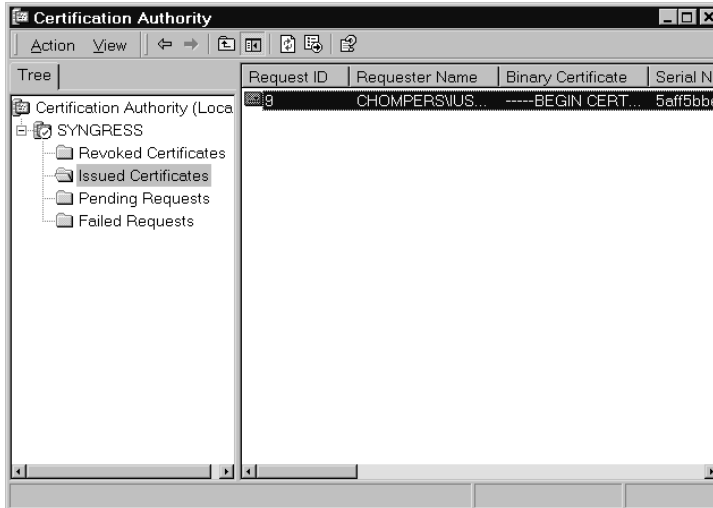 Certification Authority
Action View
Tree
Request ID Requester Name Binary Certificate Serial N
Certification Authority (Loca
9 CHOMPERS\IUS... -----BEGIN CERT... 5aff5bbe
SYNGRESS
Revoked Certificates
Issued Certificates
Pending Requests
Failed Requests